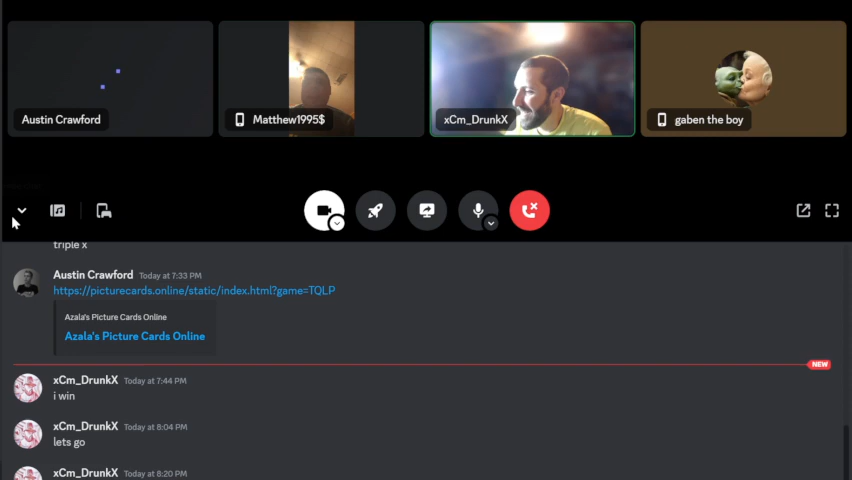 Austin Crawford
Matthew1995$
xCm_DrunkX
gaben the boy
triple x
Austin Crawford Today at 7:33 PM
https://picturecards.online/static/index.html?game=TQLP
Azala's Picture Cards Online
Azala's Picture Cards Online
NEW
xCm_DrunkX Today at 7:44 PM
i win
xCm_DrunkX Today at 8:04 PM
lets go
xCm_DrunkX Today at 8:20 PM